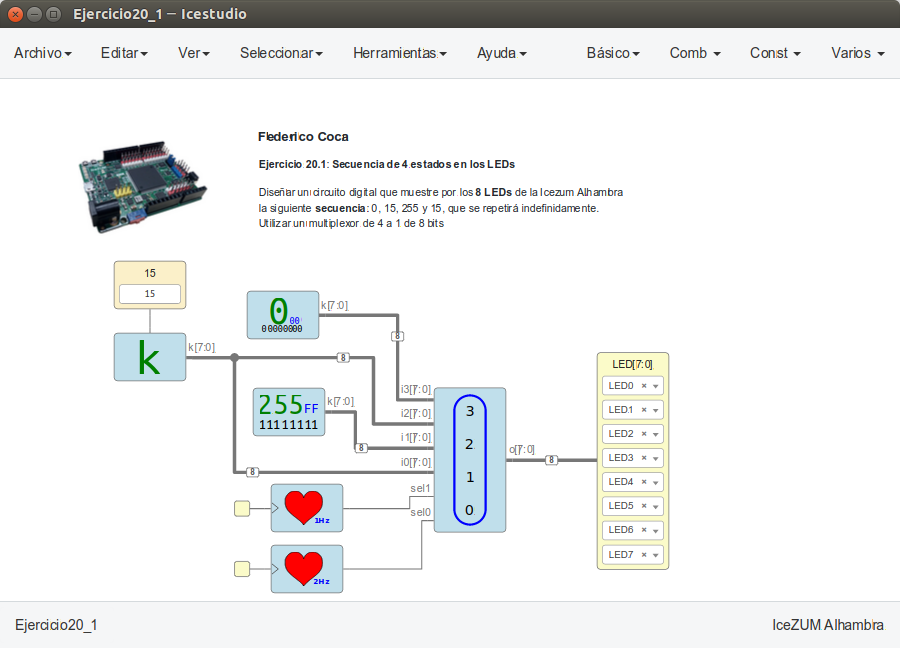 Ejercicio20_1 — Icestudio
Archivo Editar Ver Seleccionar Herramientas Ayuda Básico Comb Const Varios
Federico Coca
Ejercicio 20.1: Secuencia de 4 estados en los LEDs
Diseñar un circuito digital que muestre por los 8 LEDs de la Icezum Alhambra
la siguiente secuencia: 0, 15, 255 y 15, que se repetirá indefinidamente.
Utilizar un multiplexor de 4 a 1 de 8 bits
15
15
k
k[7:0]
0 00
00000000
k[7:0]
8
8
255 FF
11111111
k[7:0]
8
8
i3[7:0]
i2[7:0]
i1[7:0]
i0[7:0]
sel1
sel0
3
2
1
0
o[7:0]
8
1Hz
2Hz
LED[7:0]
LED0
LED1
LED2
LED3
LED4
LED5
LED6
LED7
Ejercicio20_1 IceZUM Alhambra